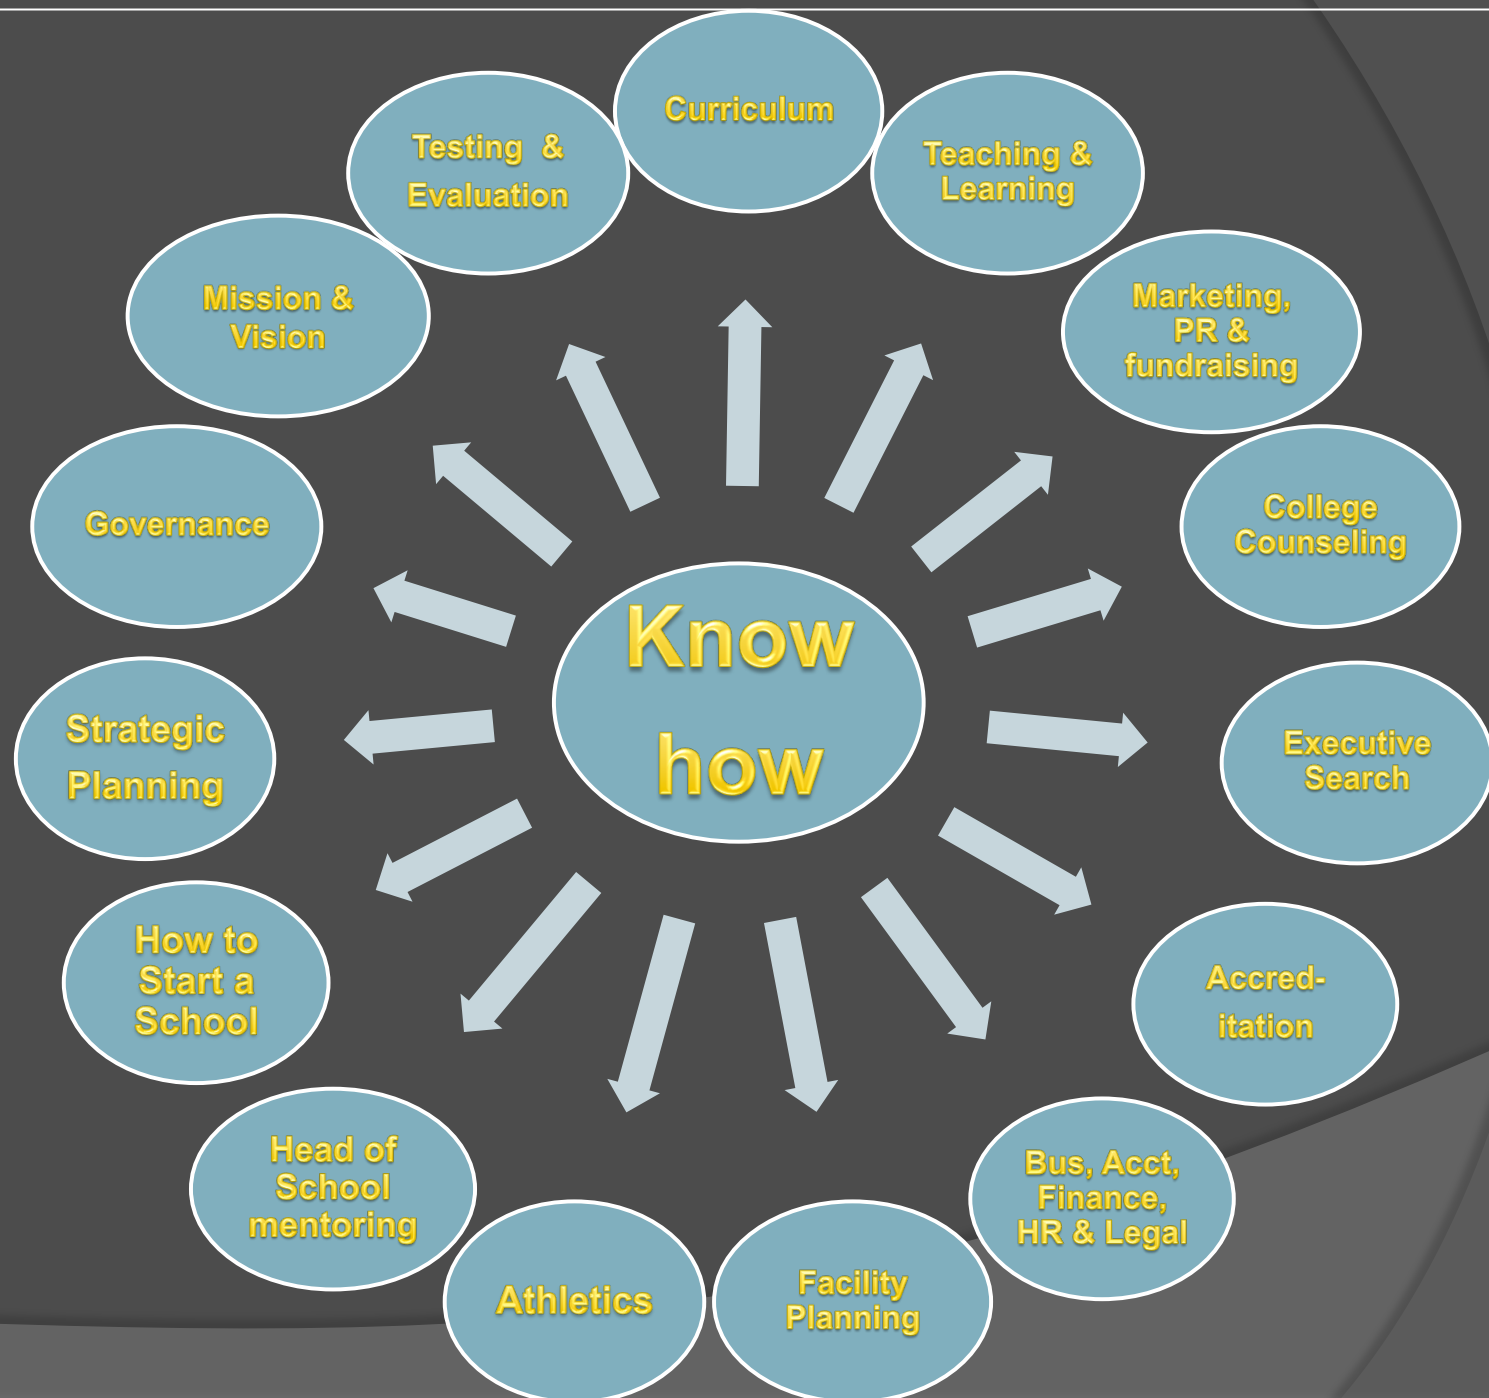 Curriculum
Teaching &
Learning
Marketing,
PR &
fundraising
College
Counseling
Executive
Search
Accred-
itation
Bus, Acct,
Finance,
HR & Legal
Facility
Planning
Athletics
Head of
School
mentoring
How to
Start a
School
Strategic
Planning
Governance
Mission &
Vision
Testing  &
Evaluation
Know
how